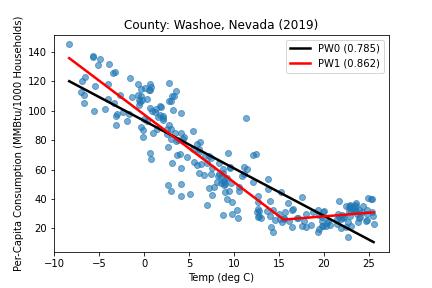 County: Washoe, Nevada (2019)
PW0 (0.785)
PW1 (0.862)
Per-Capita Consumption (MMBtu/1000 Households)
140
120
100
80
60
40
20
−10 −5 0 5 10 15 20 25
Temp (deg C)